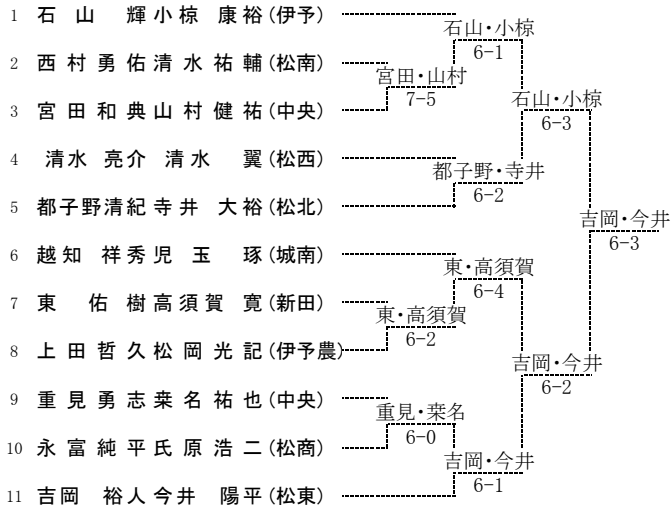 1 石 山 輝 小椋 康裕 (伊予)
石山・小椋
6-1
2 西村勇佑 清水祐輔 (松南)
宮田・山村
7-5
3 宮田和典 山村健祐 (中央)
石山・小椋
6-3
4 清水 亮介 清水 翼 (松西)
都子野・寺井
6-2
5 都子野清紀 寺井 大裕 (松北)
吉岡・今井
6-3
6 越知 祥秀 児 玉 琢 (城南)
東・高須賀
6-4
7 東 佑 樹 高須賀 寛 (新田)
東・高須賀
6-2
8 上田哲久 松岡光記 (伊予農)
吉岡・今井
6-2
9 重見勇志 桒名祐也 (中央)
重見・桒名
6-0
10 永富純平 氏原浩二 (松商)
吉岡・今井
6-1
11 吉岡 裕人 今井 陽平 (松東)